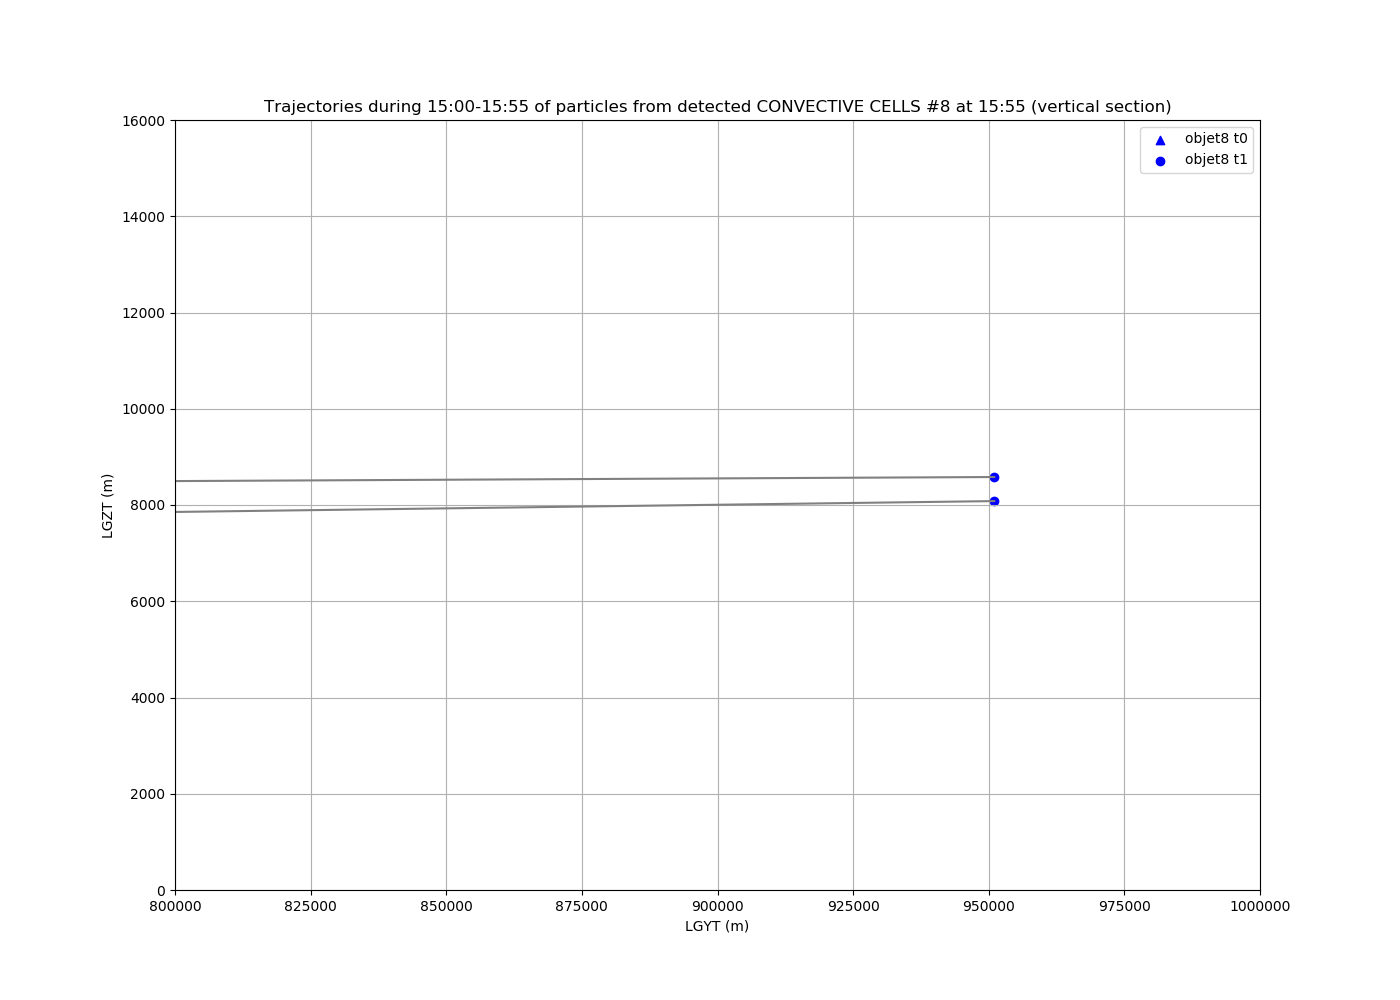 Trajectories during 15:00-15:55 of particles from detected CONVECTIVE CELLS #8 at 15:55 (vertical section)
16000
14000
12000
10000
8000
6000
4000
2000
0
LGZT (m)
objet8 t0
objet8 t1
800000 825000 850000 875000 900000 925000 950000 975000 1000000
LGYT (m)